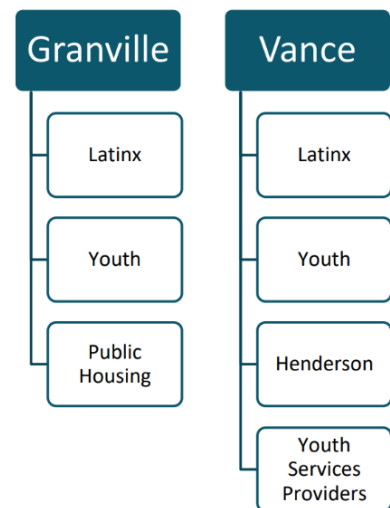 Granville
Latinx
Youth
Public
Housing
Vance
Latinx
Youth
Henderson
Youth
Services
Providers